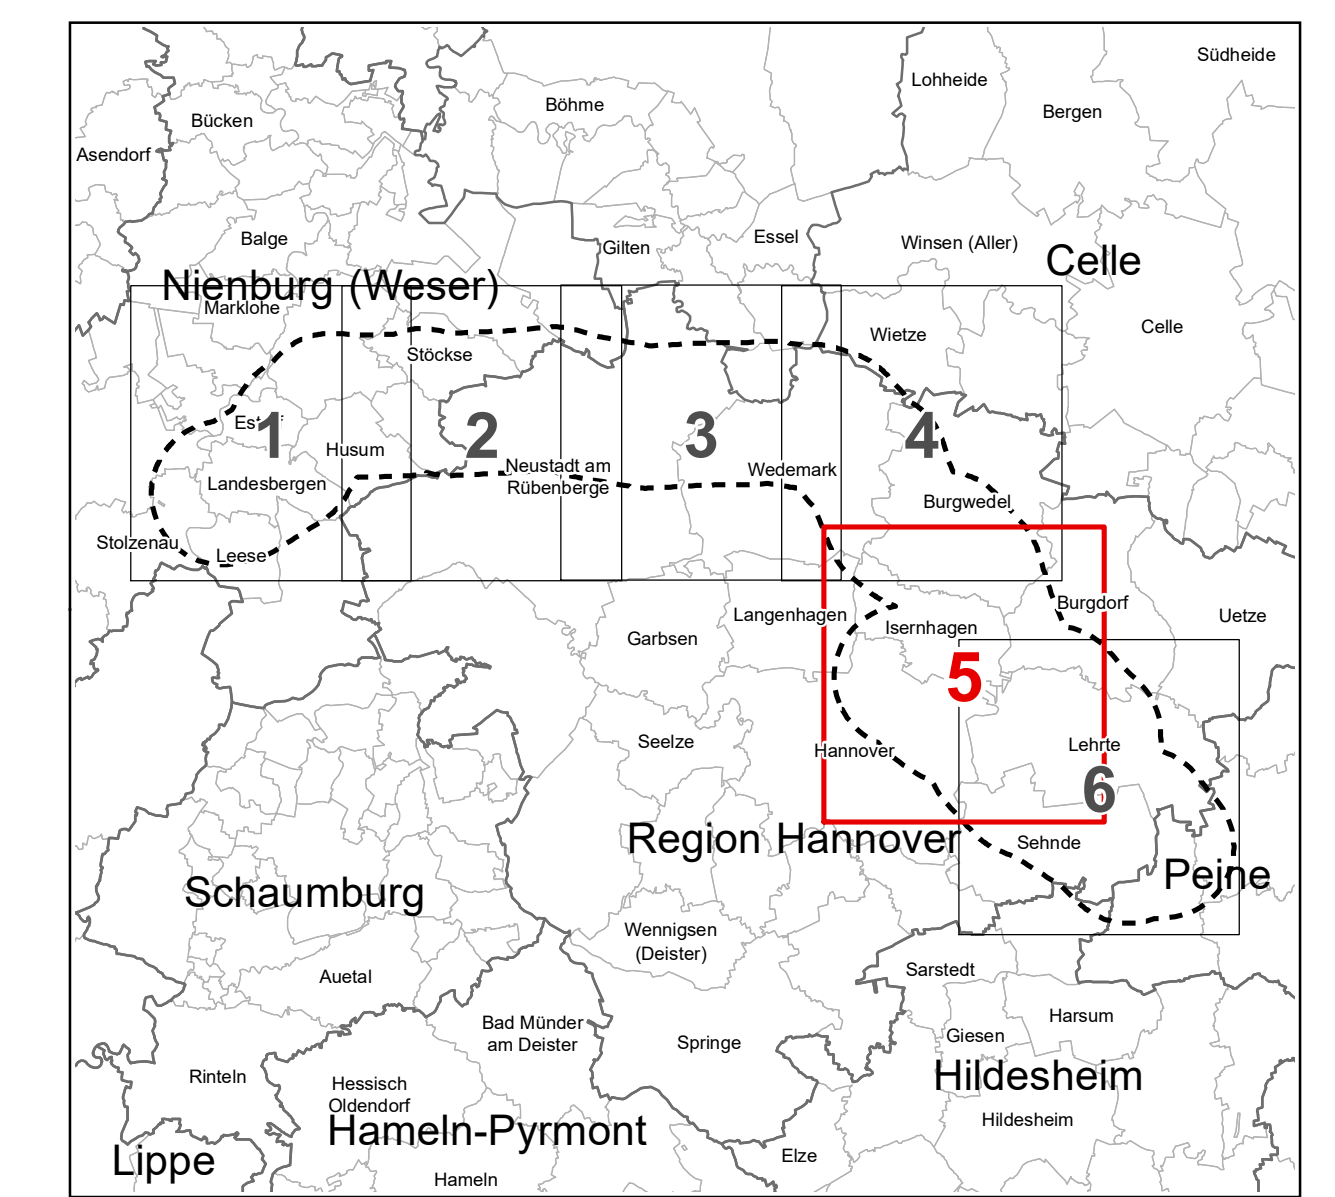 Südheide
Lohheide
Böhme
Bergen
Bücken
Asendorf
Balge
Gilten
Essel
Winsen (Aller)
Celle
Nienburg (Weser)
Marklohe
Celle
Wietze
Stöckse
1
2
3
4
Husum
Neustadt am
Rübenberge
Wedemark
Landesbergen
Burgwedel
Stolzenau
Leese
Burgdorf
Langenhagen
Uetze
Isernhagen
Garbsen
5
Seelze
Hannover
Lehrte
6
Region Hannover
Sehnde
Peine
Schaumburg
Wennigsen
(Deister)
Auetal
Sarstedt
Harsum
Bad Münder
am Deister
Giesen
Springe
Rinteln
Hessisch
Oldendorf
Hildesheim
Hildesheim
Hameln-Pyrmont
Lippe
Elze
Hameln